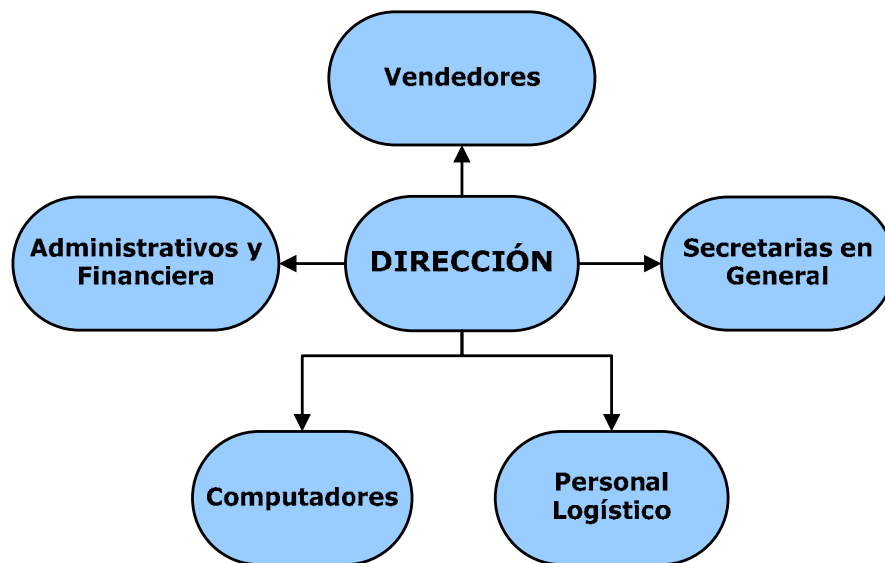 Vendedores
Administrativos y
Financiera
DIRECCIÓN
Secretarias en
General
Computadores
Personal
Logístico